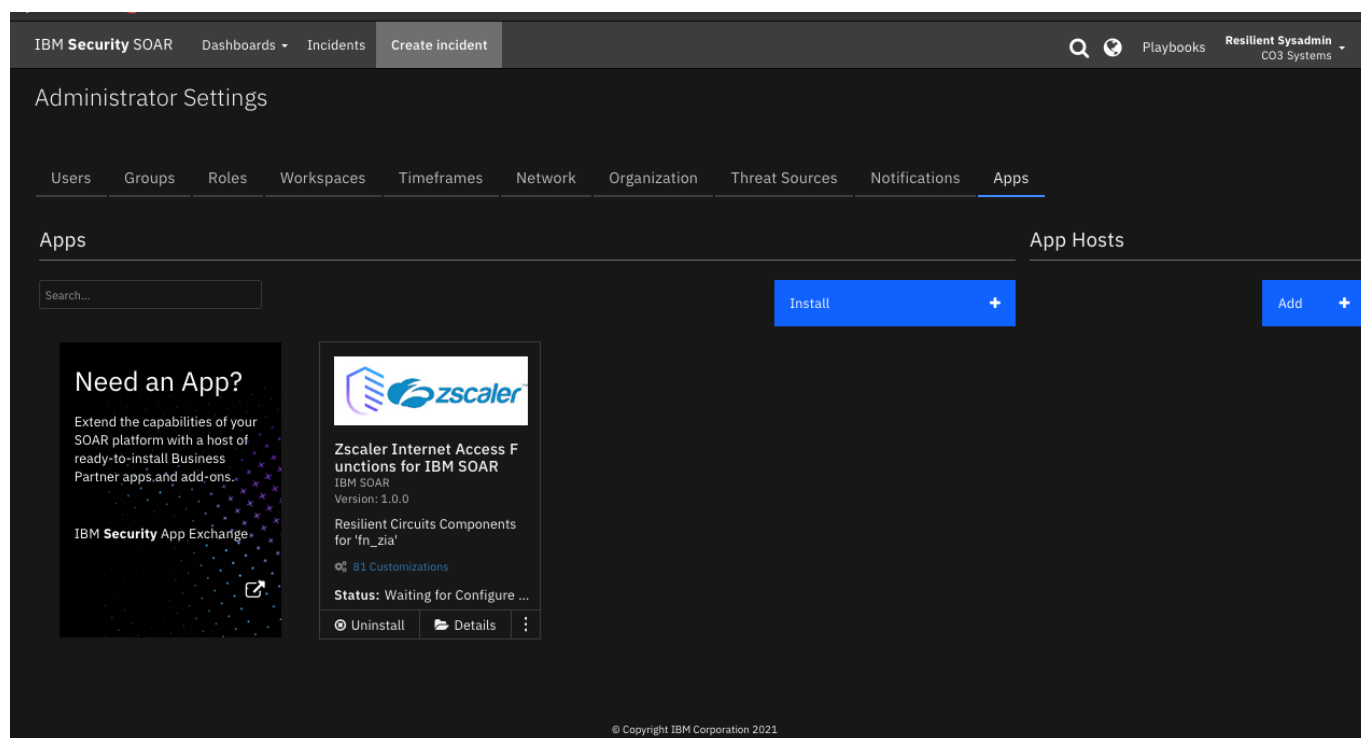 IBM Security SOAR Dashboards Incidents Create incident Playbooks Resilient Sysadmin
CO3 Systems
Administrator Settings
Users Groups Roles Workspaces Timeframes Network Organization Threat Sources Notifications Apps
Apps
App Hosts
Search...
Install +
Add +
Need an App?
Extend the capabilities of your
SOAR platform with a host of
ready-to-install Business
Partner apps and add-ons.
IBM Security App Exchange
zscaler™
Zscaler Internet Access F
unctions for IBM SOAR
IBM SOAR
Version: 1.0.0
Resilient Circuits Components
for 'fn_zia'
81 Customizations
Status: Waiting for Configure ...
Uninstall Details
© Copyright IBM Corporation 2021